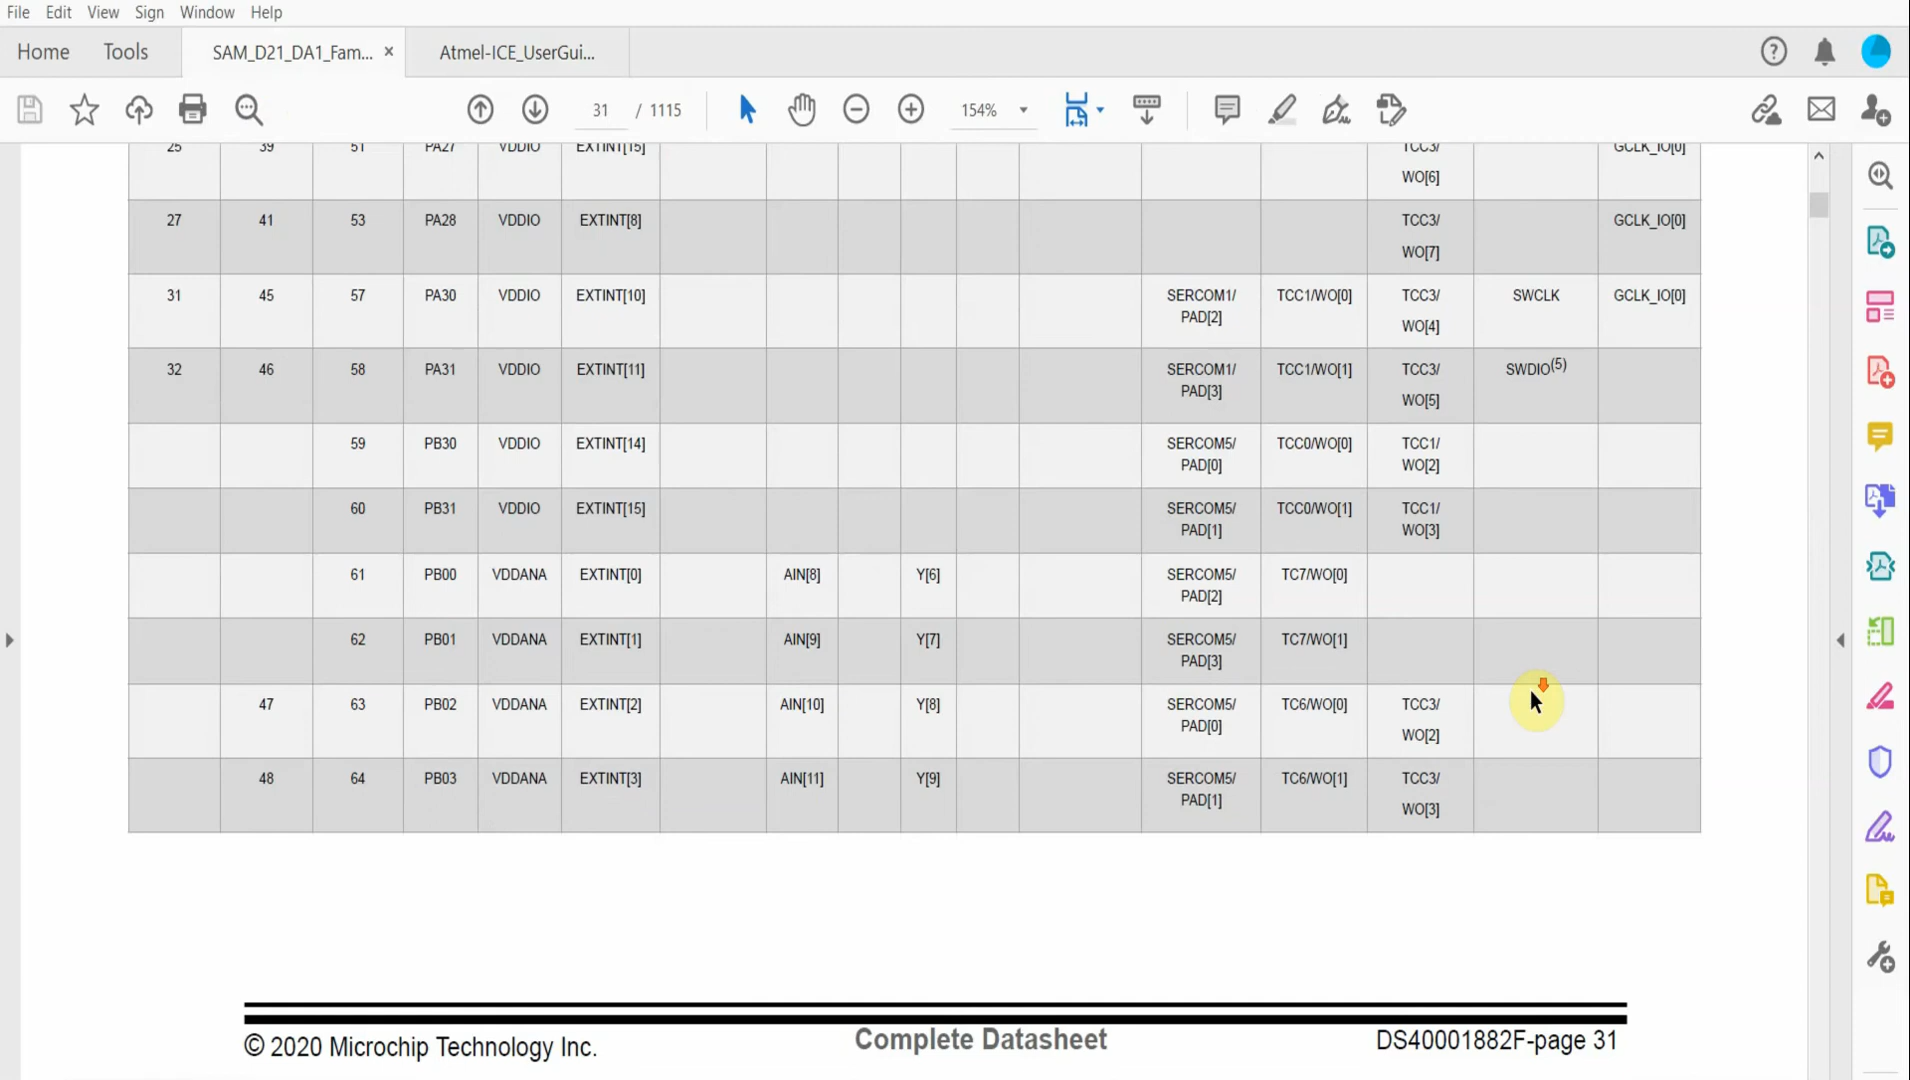 File Edit View Sign Window Help
Home Tools SAM_D21_DA1_Fam... × Atmel-ICE_UserGui...
31 / 1115 154%
25 39 51 PA27 VDDIO EXTINT[15] TCC3/ GCLK_IO[0]
WO[6]
27 41 53 PA28 VDDIO EXTINT[8] TCC3/ GCLK_IO[0]
WO[7]
31 45 57 PA30 VDDIO EXTINT[10] SERCOM1/ TCC1/WO[0] TCC3/ SWCLK GCLK_IO[0]
PAD[2] WO[4]
32 46 58 PA31 VDDIO EXTINT[11] SERCOM1/ TCC1/WO[1] TCC3/ SWDIO(5)
PAD[3] WO[5]
59 PB30 VDDIO EXTINT[14] SERCOM5/ TCC0/WO[0] TCC1/
PAD[0] WO[2]
60 PB31 VDDIO EXTINT[15] SERCOM5/ TCC0/WO[1] TCC1/
PAD[1] WO[3]
61 PB00 VDDANA EXTINT[0] AIN[8] Y[6] SERCOM5/ TC7/WO[0]
PAD[2]
62 PB01 VDDANA EXTINT[1] AIN[9] Y[7] SERCOM5/ TC7/WO[1]
PAD[3]
47 63 PB02 VDDANA EXTINT[2] AIN[10] Y[8] SERCOM5/ TC6/WO[0] TCC3/
PAD[0] WO[2]
48 64 PB03 VDDANA EXTINT[3] AIN[11] Y[9] SERCOM5/ TC6/WO[1] TCC3/
PAD[1] WO[3]
© 2020 Microchip Technology Inc. Complete Datasheet DS40001882F-page 31